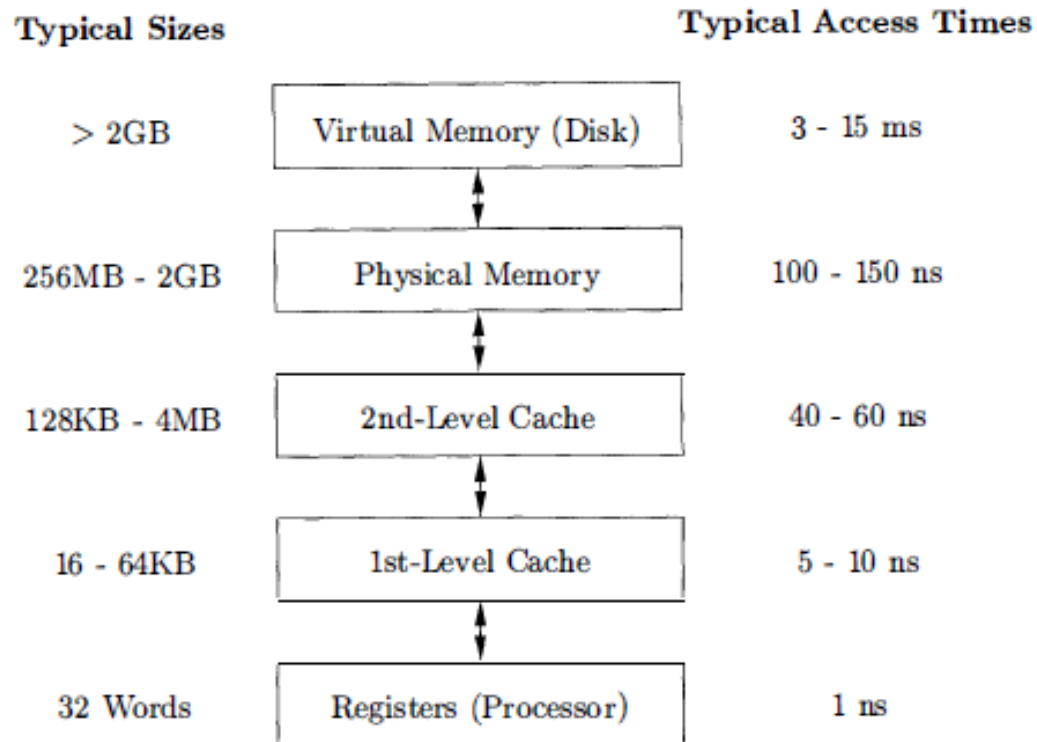 Typical Sizes Typical Access Times
> 2GB Virtual Memory (Disk) 3 - 15 ms
256MB - 2GB Physical Memory 100 - 150 ns
128KB - 4MB 2nd-Level Cache 40 - 60 ns
16 - 64KB 1st-Level Cache 5 - 10 ns
32 Words Registers (Processor) 1 ns